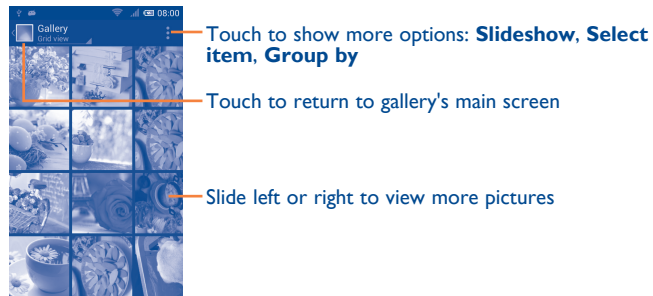 08:00
Gallery
Grid view
Touch to show more options: Slideshow, Select
item, Group by
Touch to return to gallery's main screen
Slide left or right to view more pictures